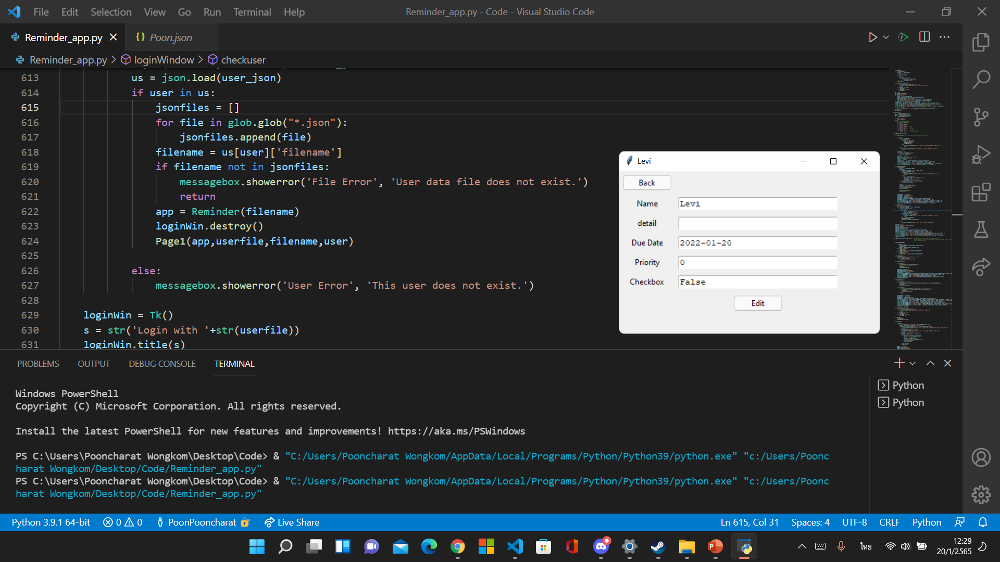 File Edit Selection View Go Run Terminal Help
Reminder_app.py - Code - Visual Studio Code
Reminder_app.py
{} Poon.json
Reminder_app.py > loginWindow > checkuser
613 us = json.load(user_json)
614 if user in us:
615 jsonfiles = []
616 for file in glob.glob("*.json"):
617 jsonfiles.append(file)
618 filename = us[user]['filename']
619 if filename not in jsonfiles:
620 messagebox.showerror('File Error', 'User data file does not exist.')
621 return
622 app = Reminder(filename)
623 loginWin.destroy()
624 Page1(app,userfile,filename,user)
625
626 else:
627 messagebox.showerror('User Error', 'This user does not exist.')
628
629 loginWin = Tk()
630 s = str('Login with '+str(userfile))
631 loginWin.title(s)
Levi
Back
Name Levi
detail
Due Date 2022-01-20
Priority 0
Checkbox False
Edit
PROBLEMS OUTPUT DEBUG CONSOLE TERMINAL
Python
Python
Windows PowerShell
Copyright (C) Microsoft Corporation. All rights reserved.
Install the latest PowerShell for new features and improvements! https://aka.ms/PSWindows
PS C:\Users\Pooncharat Wongkom\Desktop\Code> & "C:/Users/Pooncharat Wongkom/AppData/Local/Programs/Python/Python39/python.exe" "c:/Users/Poonc
harat Wongkom/Desktop/Code/Reminder_app.py"
PS C:\Users\Pooncharat Wongkom\Desktop\Code> & "C:/Users/Pooncharat Wongkom/AppData/Local/Programs/Python/Python39/python.exe" "c:/Users/Poonc
harat Wongkom/Desktop/Code/Reminder_app.py"
Python 3.9.1 64-bit 0 0 PoonPooncharat Live Share
Ln 615, Col 31 Spaces: 4 UTF-8 CRLF Python
ไทย
12:29
20/1/2565